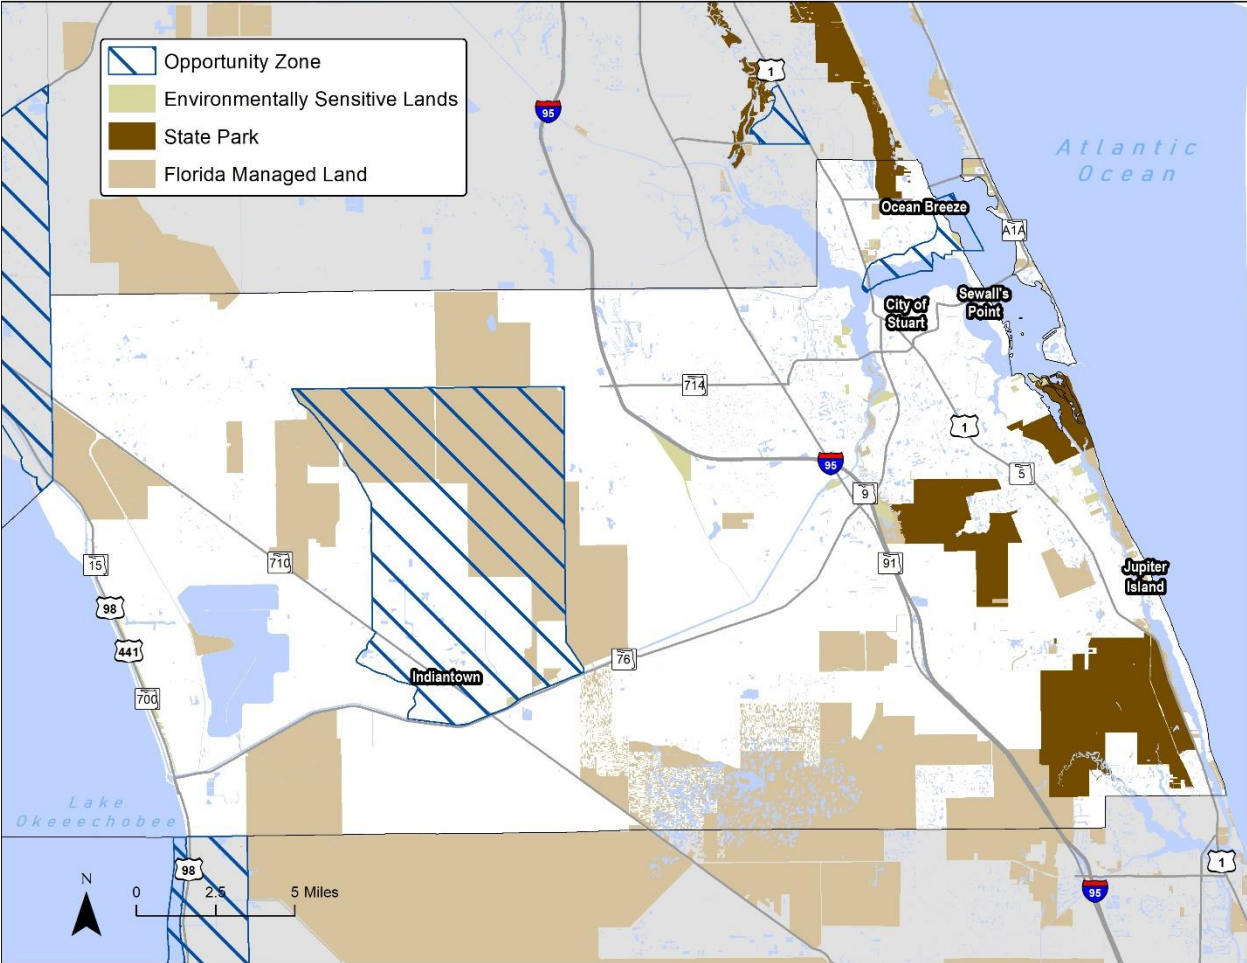 Opportunity Zone
Environmentally Sensitive Lands
State Park
Florida Managed Land
95
1
Atlantic
Ocean
Ocean Breeze
A1A
City of
Stuart
Sewall's
Point
714
1
95
5
9
15
710
91
Jupiter
Island
98
441
76
Indiantown
700
Lake
Okeeechobee
98
1
N
0 2.5 5 Miles
95